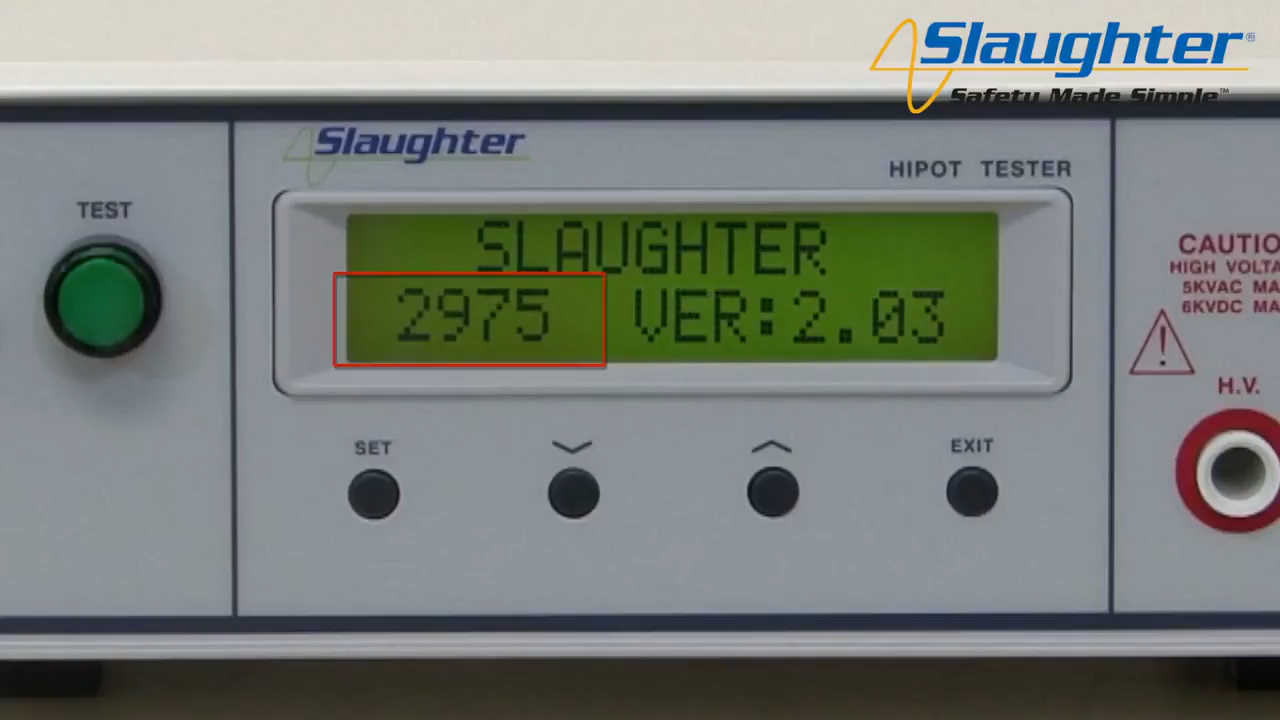 Slaughter®
Safety Made Simple™
Slaughter
HIPOT TESTER
TEST
SLAUGHTER
2975 VER:2.03
CAUTIO
HIGH VOLTA
5KVAC MA
6KVDC MA
H.V.
SET
EXIT